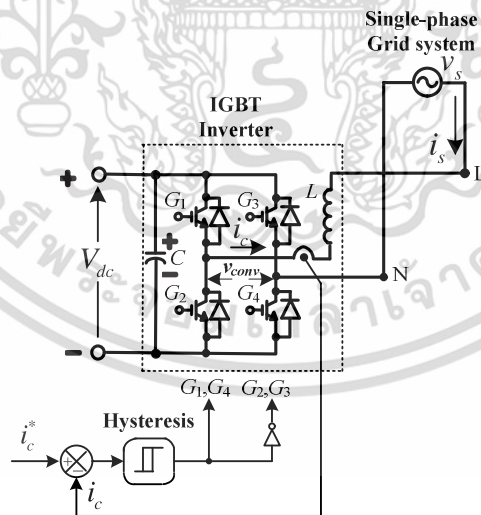 Single-phase
Grid system
v_s
IGBT
Inverter
i_s
L
L
+
G_1
G_3
i_c
V_dc
+
C
−
v_conv
N
G_2
G_4
−
G_1,G_4
G_2,G_3
Hysteresis
i_c^*
+
−
i_c